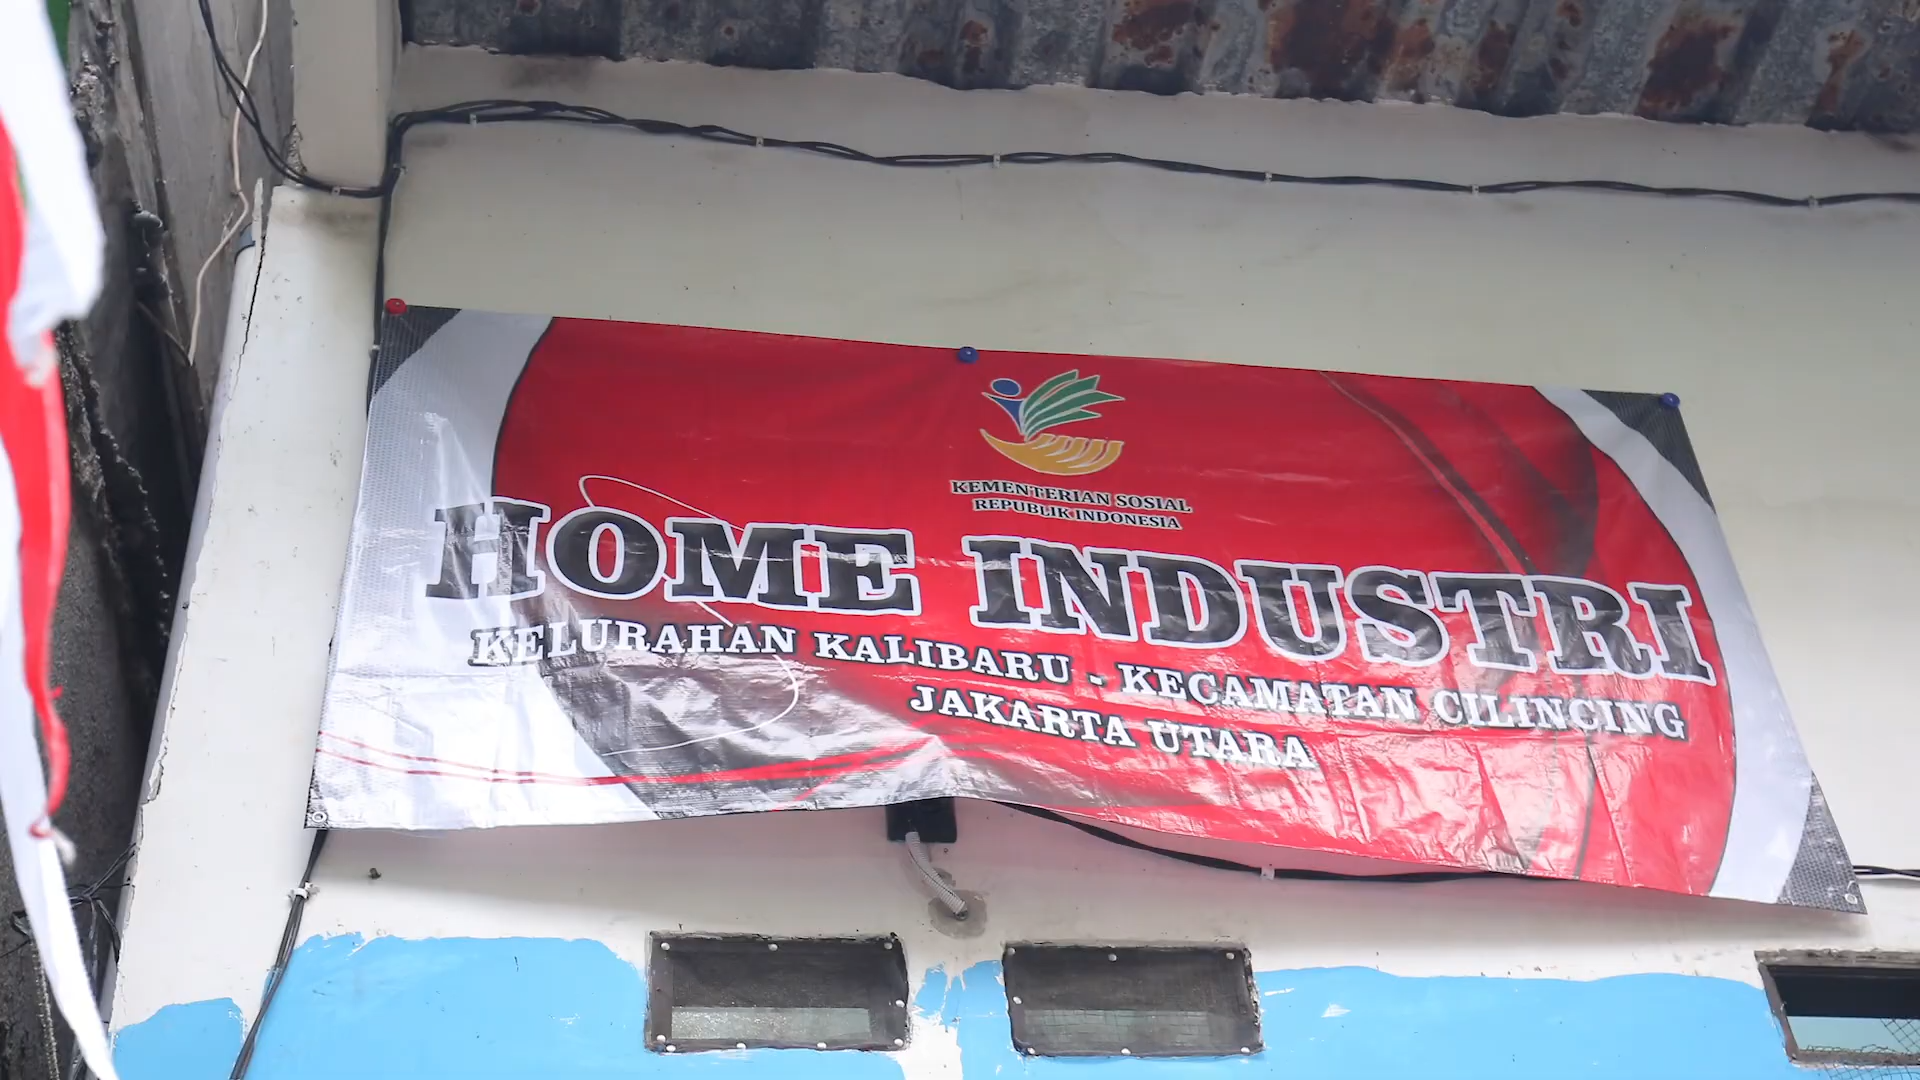 KEMENTERIAN SOSIAL
REPUBLIK INDONESIA
HOME INDUSTRI
KELURAHAN KALIBARU - KECAMATAN CILINCING
JAKARTA UTARA